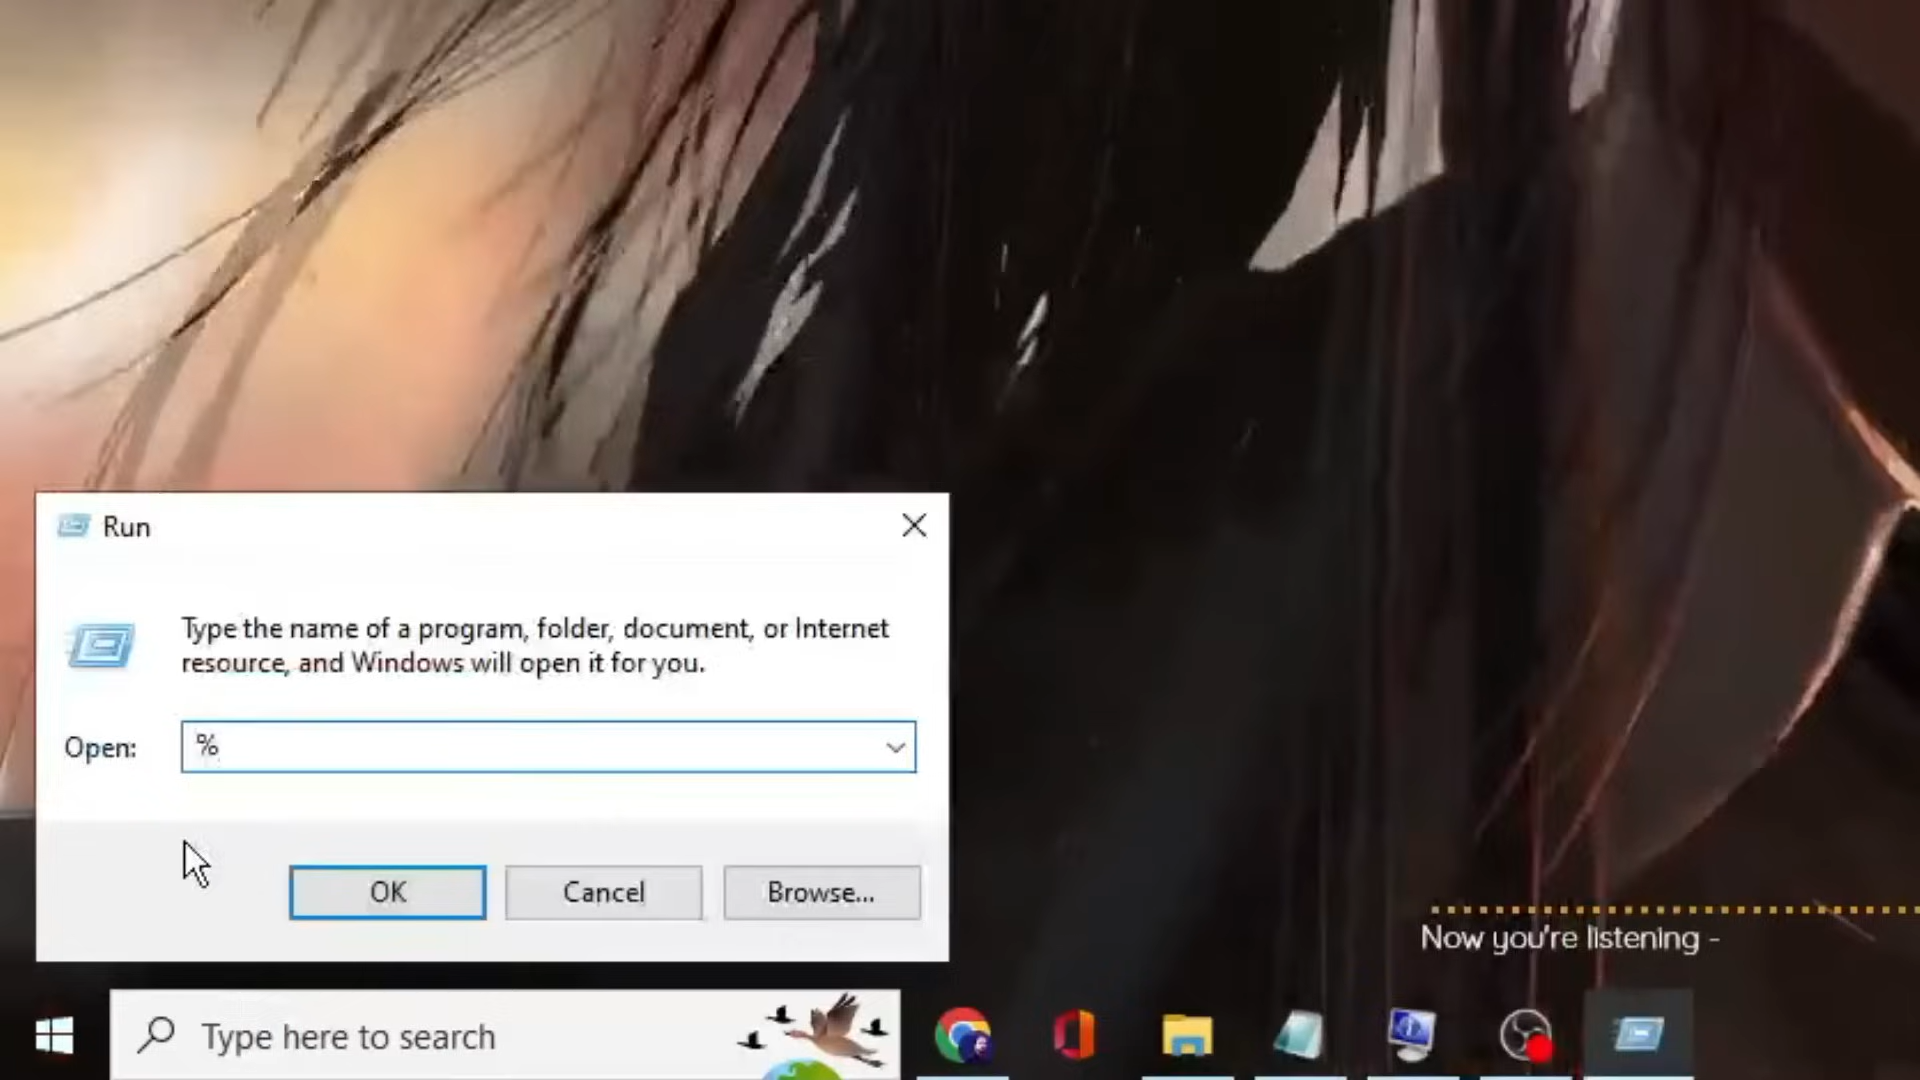 Run
Type the name of a program, folder, document, or Internet
resource, and Windows will open it for you.
Open: %
OK Cancel Browse...
Now you're listening -
Type here to search